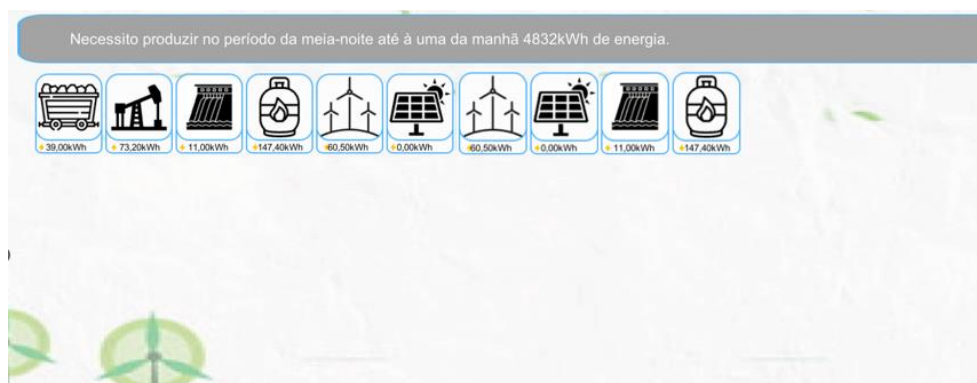 Necessito produzir no período da meia-noite até à uma da manhã 4832kWh de energia.
39,00kWh 73,20kWh 11,00kWh 147,40kWh 60,50kWh 0,00kWh 60,50kWh 0,00kWh 11,00kWh 147,40kWh